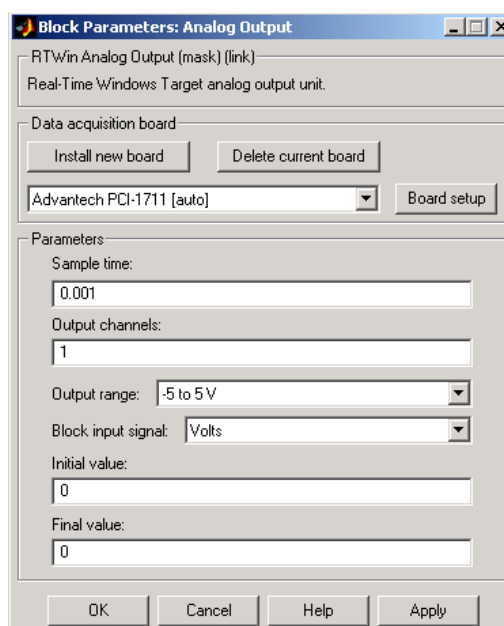 Block Parameters: Analog Output
RTWin Analog Output (mask) (link)
Real-Time Windows Target analog output unit.
Data acquisition board
Install new board Delete current board
Advantech PCI-1711 [auto] Board setup
Parameters
Sample time:
0.001
Output channels:
1
Output range: -5 to 5 V
Block input signal: Volts
Initial value:
0
Final value:
0
OK Cancel Help Apply